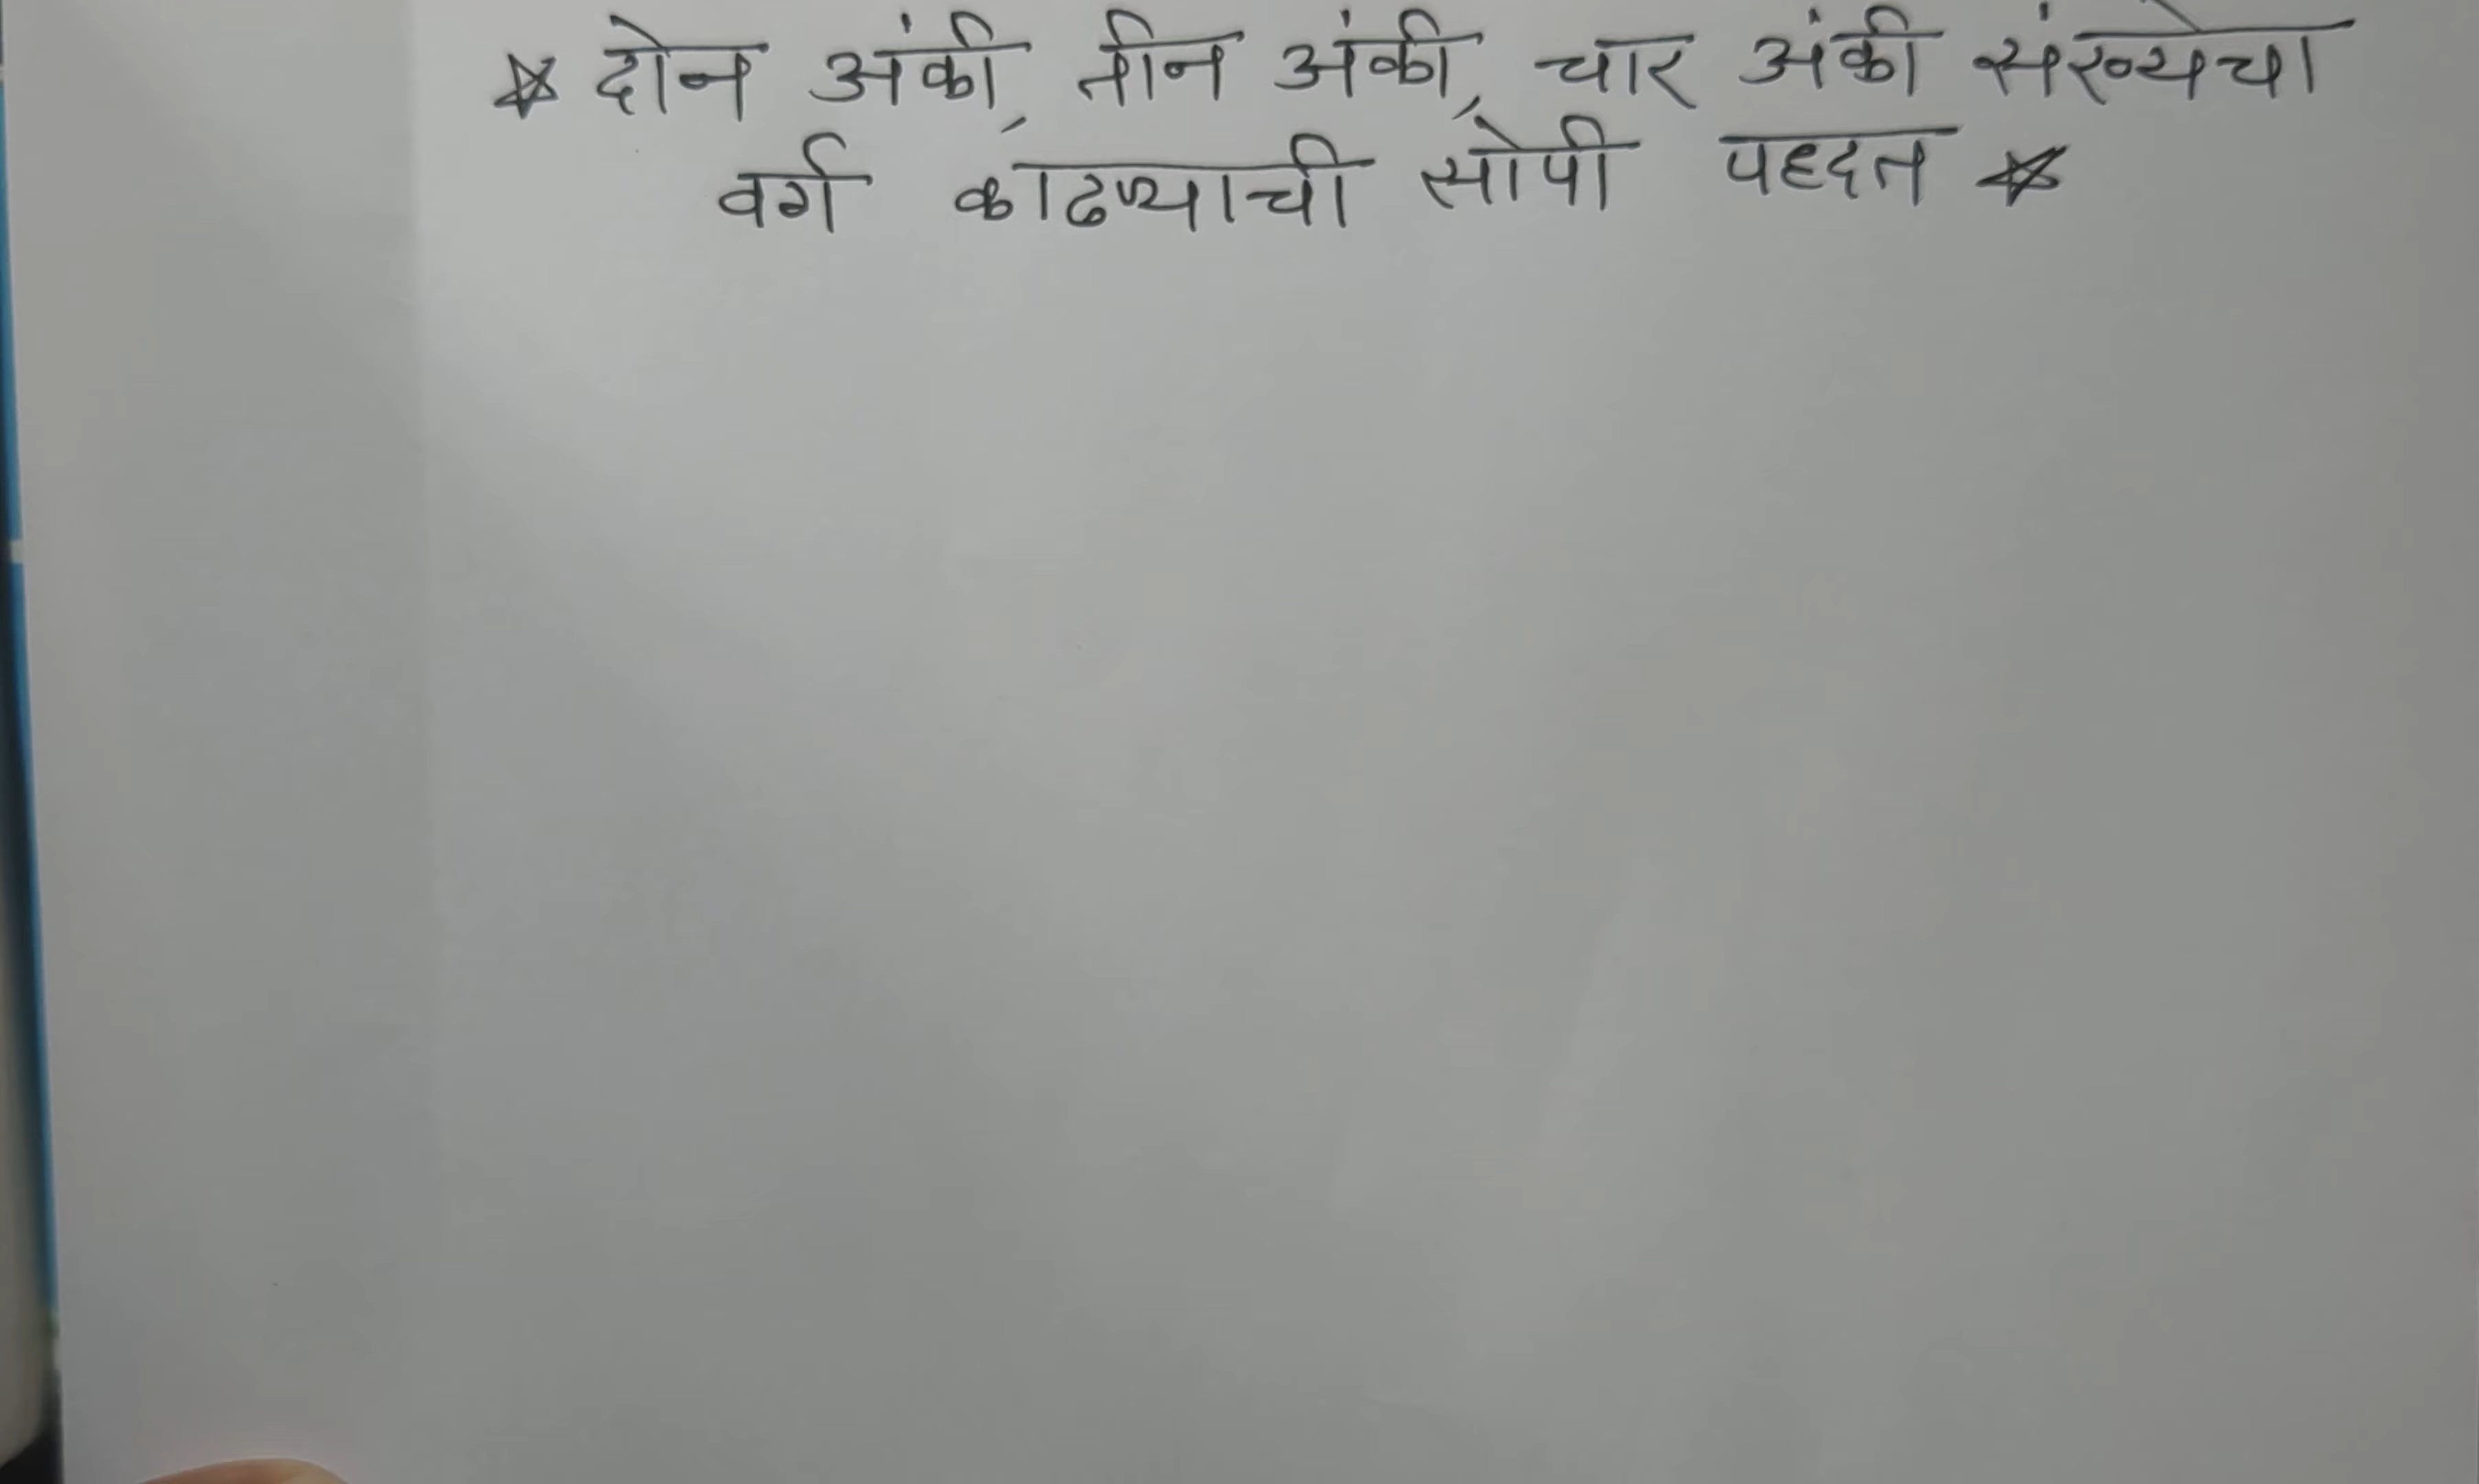 ☆ दोन अंकी, तीन अंकी, चार अंकी संख्येचा
वर्ग काढण्याची सोपी पद्दत ☆